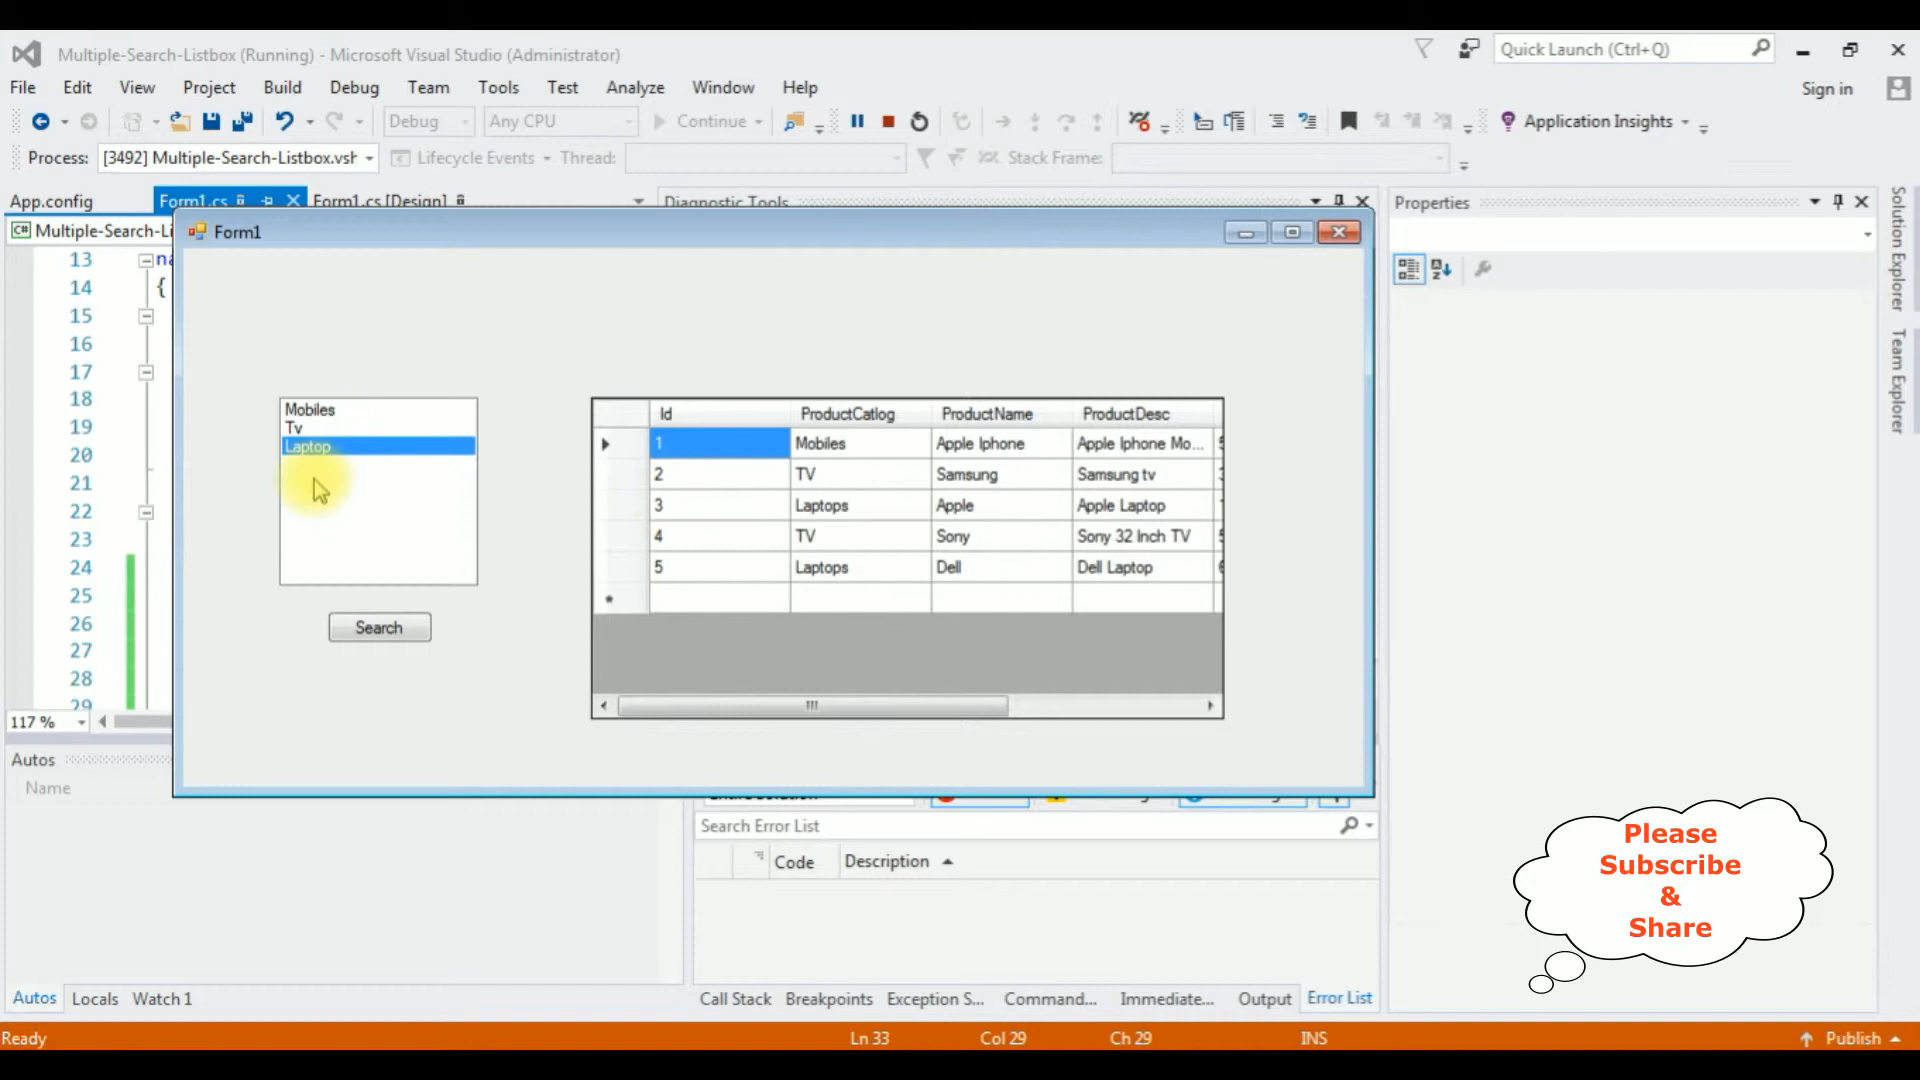 Multiple-Search-Listbox (Running) - Microsoft Visual Studio (Administrator)
Quick Launch (Ctrl+Q)
File Edit View Project Build Debug Team Tools Test Analyze Window Help
Sign in
Debug Any CPU Continue Application Insights
Process: [3492] Multiple-Search-Listbox.vsh Lifecycle Events Thread: Stack Frame:
App.config Form1.cs Form1.cs [Design] Diagnostic Tools Properties
Multiple-Search-Li
Form1
Solution Explorer
Team Explorer
13 na
14 {
15
16
17
18
19
20
21
22
23
24
25
26
27
28
29
Mobiles
Tv
Laptop
Search
Id ProductCatlog ProductName ProductDesc
1 Mobiles Apple Iphone Apple Iphone Mo...
2 TV Samsung Samsung tv
3 Laptops Apple Apple Laptop
4 TV Sony Sony 32 Inch TV
5 Laptops Dell Dell Laptop
117 %
Autos
Name
Search Error List
Code Description
Please
Subscribe
&
Share
Autos Locals Watch 1
Call Stack Breakpoints Exception S... Command... Immediate... Output Error List
Ready Ln 33 Col 29 Ch 29 INS Publish